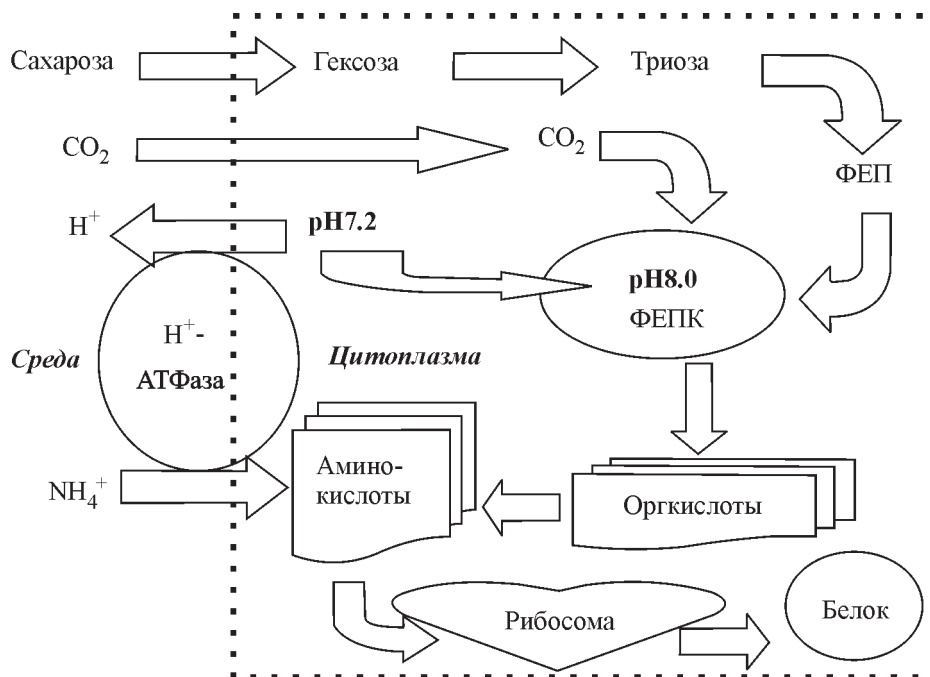 Сахароза
Гексоза
Триоза
CO₂
CO₂
ФЕП
H⁺
pH7.2
pH8.0
ФЕПК
H⁺-
АТФаза
Среда
Цитоплазма
NH₄⁺
Амино-
кислоты
Оргкислоты
Рибосома
Белок